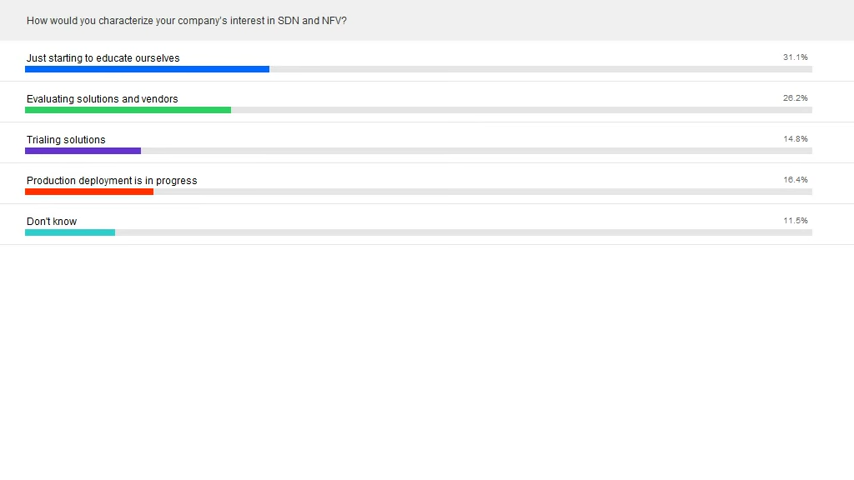 How would you characterize your company's interest in SDN and NFV?
Just starting to educate ourselves 31.1%
Evaluating solutions and vendors 26.2%
Trialing solutions 14.8%
Production deployment is in progress 16.4%
Don't know 11.5%